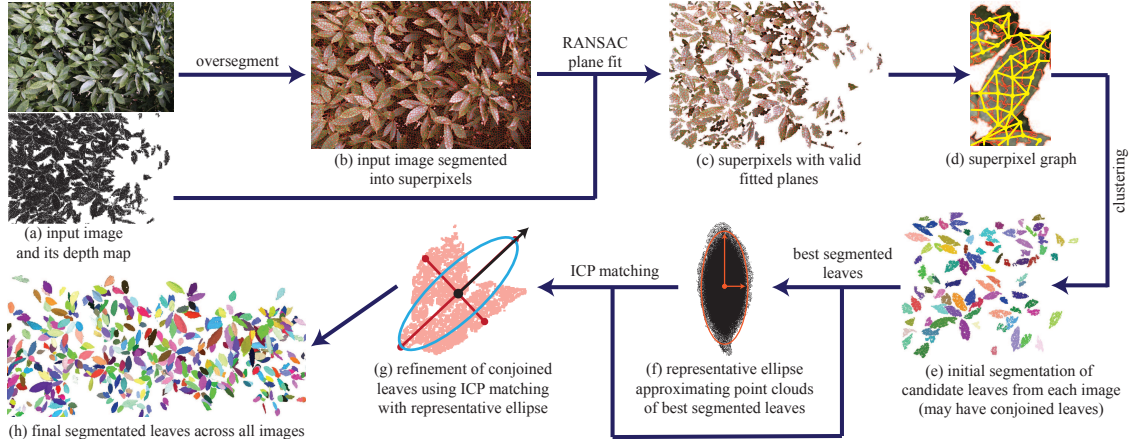 oversegment
RANSAC
plane fit
(b) input image segmented
into superpixels
(c) superpixels with valid
fitted planes
(d) superpixel graph
clustering
(a) input image
and its depth map
best segmented
leaves
ICP matching
(g) refinement of conjoined
leaves using ICP matching
with representative ellipse
(f) representative ellipse
approximating point clouds
of best segmented leaves
(e) initial segmentation of
candidate leaves from each image
(may have conjoined leaves)
(h) final segmentated leaves across all images